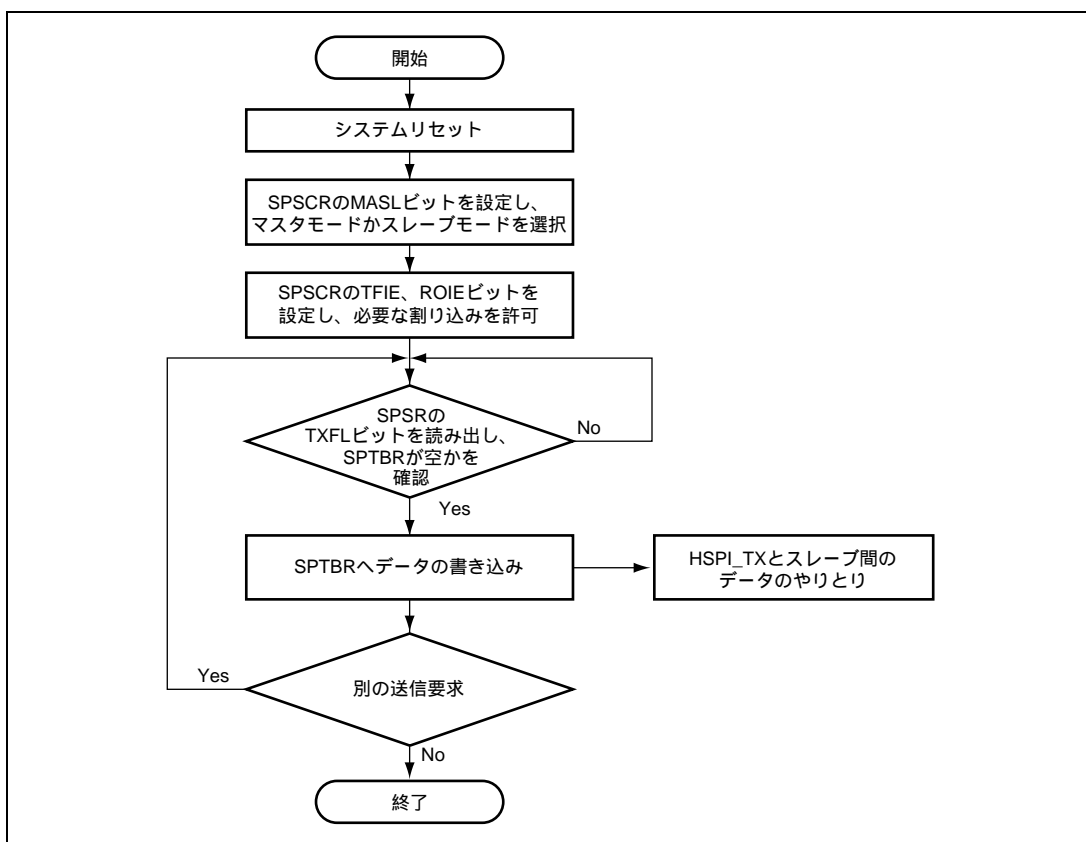 開始
システムリセット
SPSCRのMASLビットを設定し、
マスタモードかスレーブモードを選択
SPSCRのTFIE、ROIEビットを
設定し、必要な割り込みを許可
SPSRの
TXFLビットを読み出し、
SPTBRが空かを
確認
No
Yes
SPTBRへデータの書き込み
HSPI_TXとスレーブ間の
データのやりとり
Yes
別の送信要求
No
終了